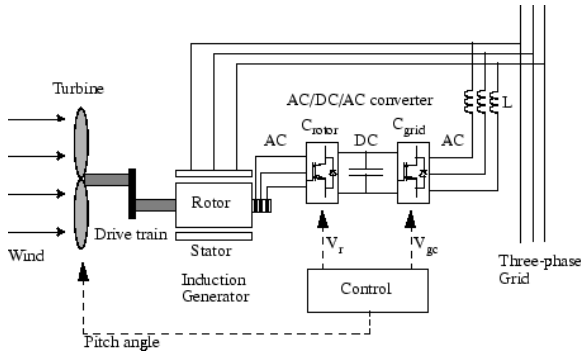 Turbine
AC/DC/AC converter
L
C rotor
C grid
AC
DC
AC
Rotor
Drive train
Stator
Wind
Induction
Generator
V r
V gc
Three-phase
Grid
Control
Pitch angle